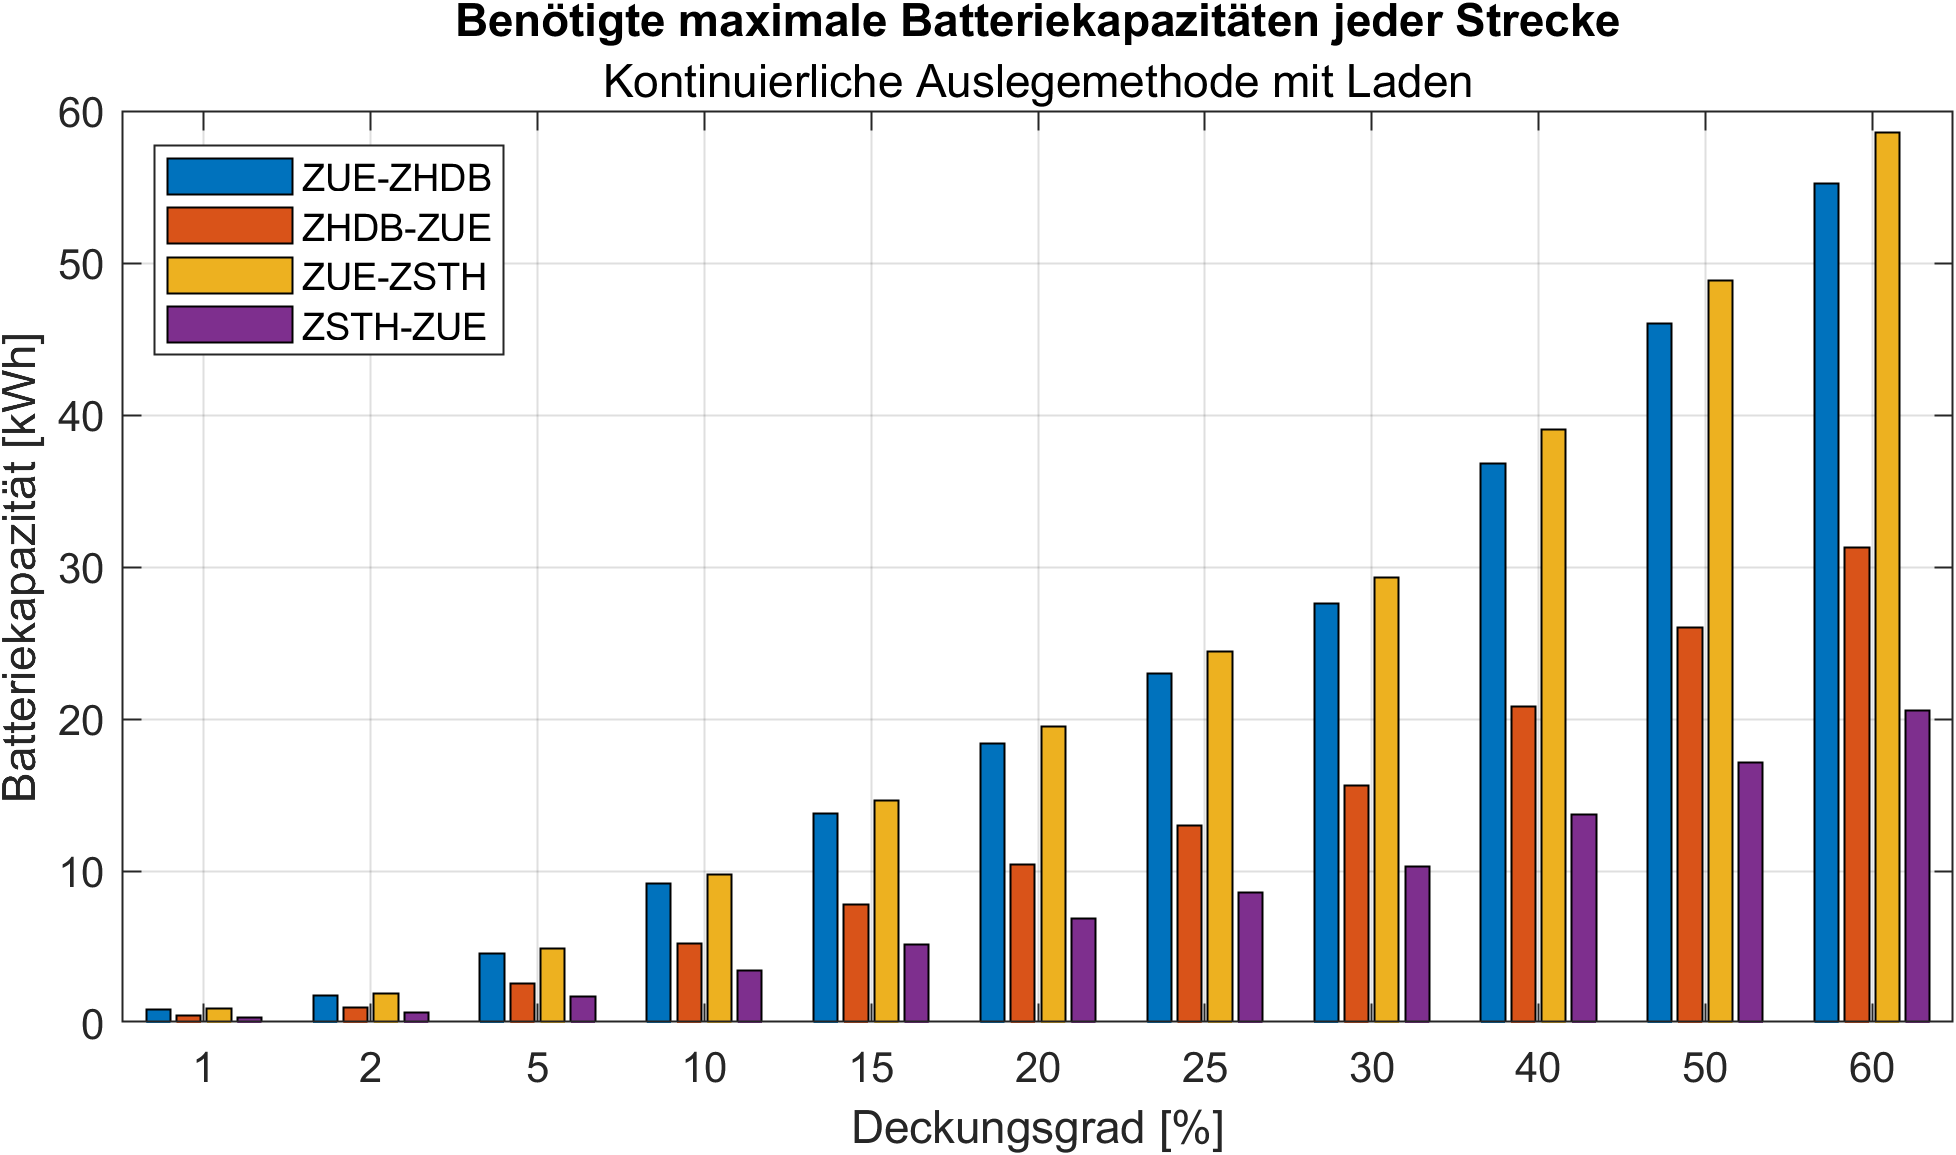 Benötigte maximale Batteriekapazitäten jeder Strecke
Kontinuierliche Auslegemethode mit Laden
60
50
40
30
20
10
0
Batteriekapazität [kWh]
ZUE-ZHDB
ZHDB-ZUE
ZUE-ZSTH
ZSTH-ZUE
1 2 5 10 15 20 25 30 40 50 60
Deckungsgrad [%]